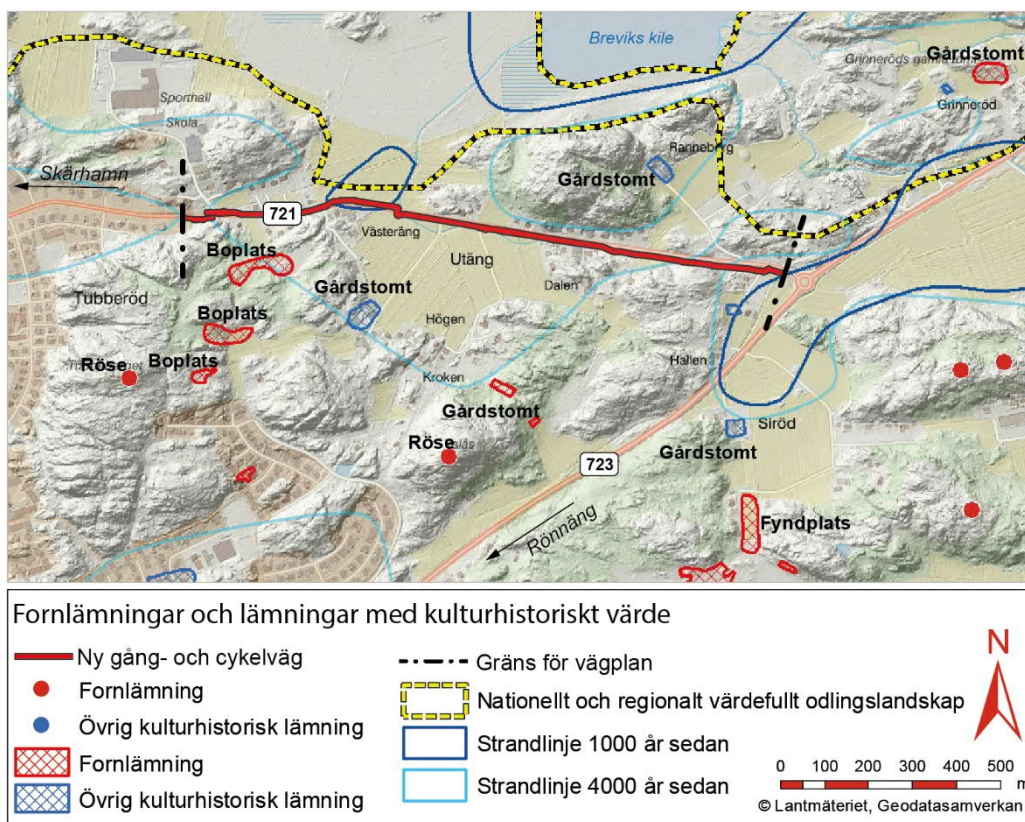 Breviks kile
Gårdstomt
Grinneröd
Sporthall
Skola
Ranneberg
Gårdstomt
Skärhamn
721
Västeräng
Boplats
Utäng
Gårdstomt
Dalen
Tubberöd
Boplats
Högen
Röse
Boplats
Hallen
Kroken
Gårdstomt
Röse
Siröd
Gårdstomt
723
Rönnäng
Fyndplats
Fornlämningar och lämningar med kulturhistoriskt värde
Ny gång- och cykelväg
Fornlämning
Övrig kulturhistorisk lämning
Fornlämning
Övrig kulturhistorisk lämning
Gräns för vägplan
Nationellt och regionalt värdefullt odlingslandskap
Strandlinje 1000 år sedan
Strandlinje 4000 år sedan
N
0 100 200 300 400 500
m
© Lantmäteriet, Geodatasamverkan